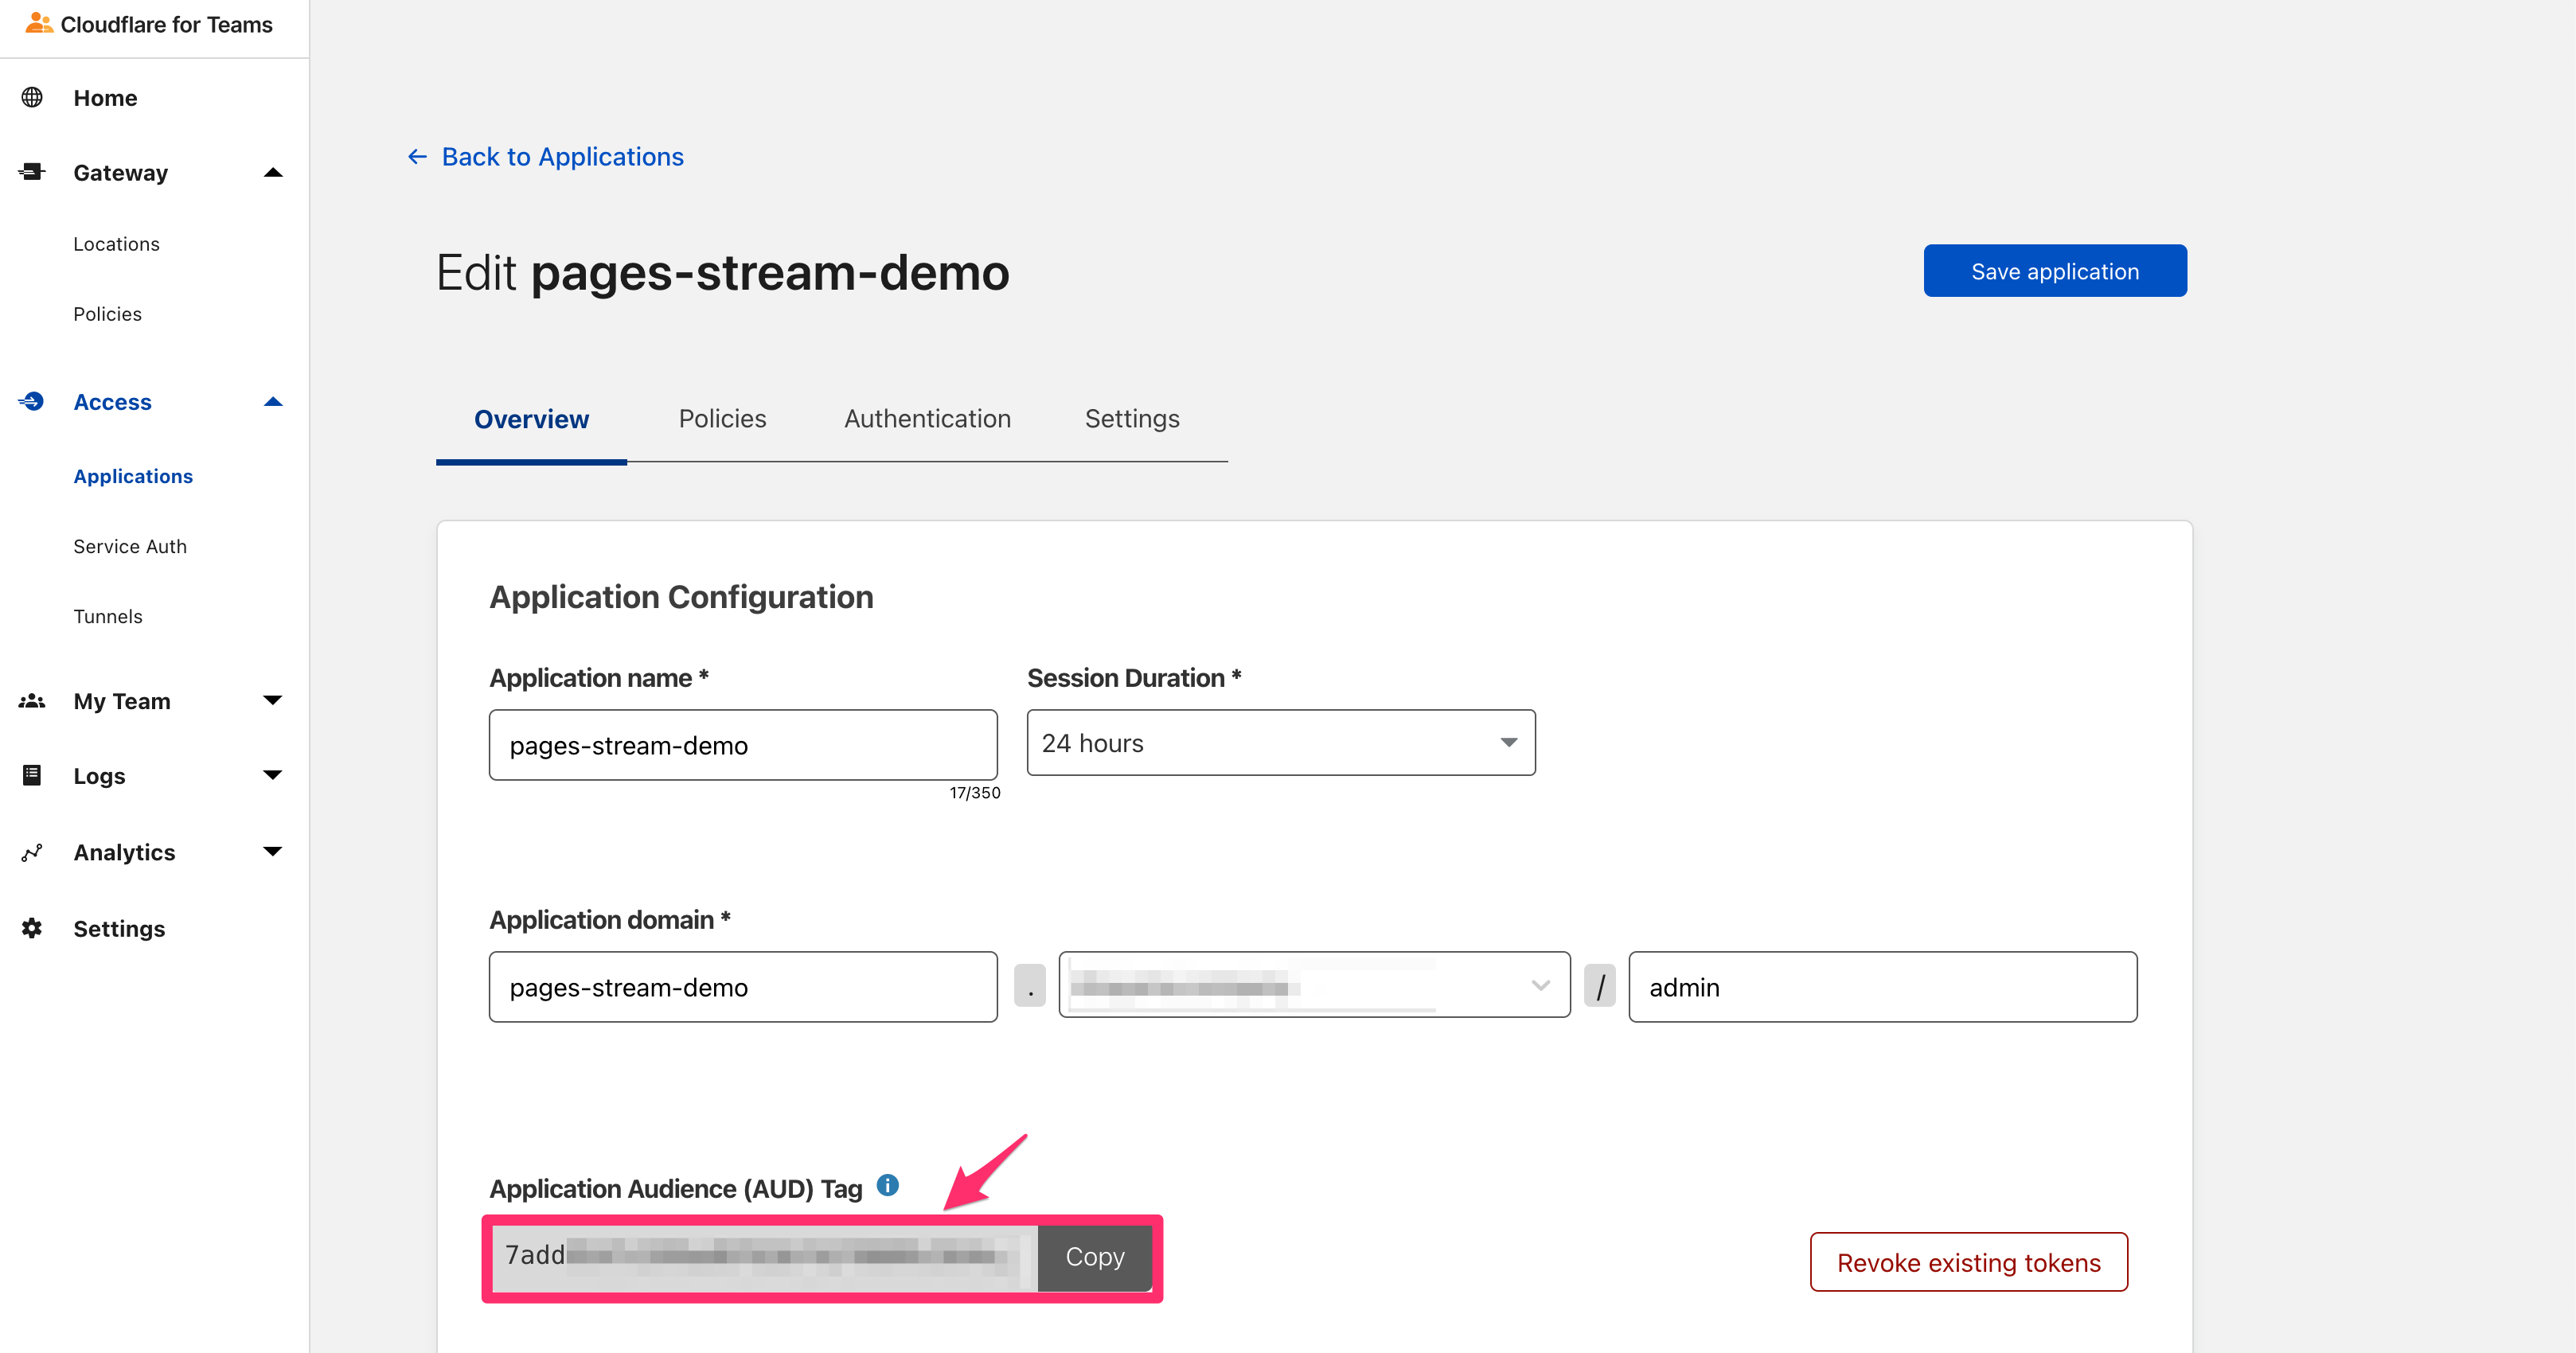 Cloudflare for Teams
Home
Gateway
Locations
Policies
Access
Applications
Service Auth
Tunnels
My Team
Logs
Analytics
Settings
← Back to Applications
Edit pages-stream-demo
Save application
Overview Policies Authentication Settings
Application Configuration
Application name * Session Duration *
pages-stream-demo 24 hours
17/350
Application domain *
pages-stream-demo . / admin
Application Audience (AUD) Tag i
7add Copy
Revoke existing tokens